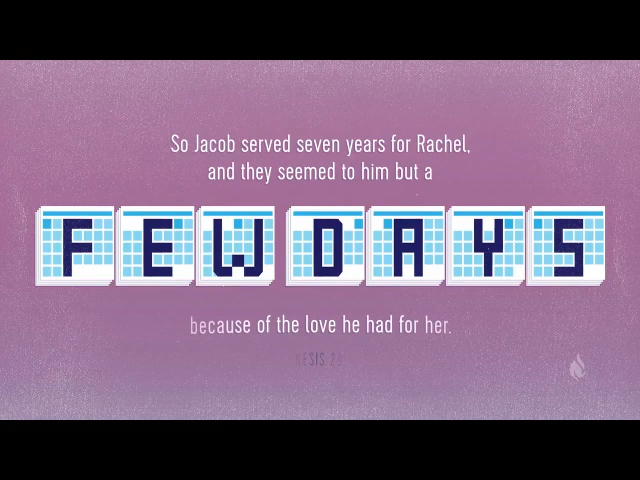 So Jacob served seven years for Rachel,
and they seemed to him but a
FEW DAYS
because of the love he had for her.